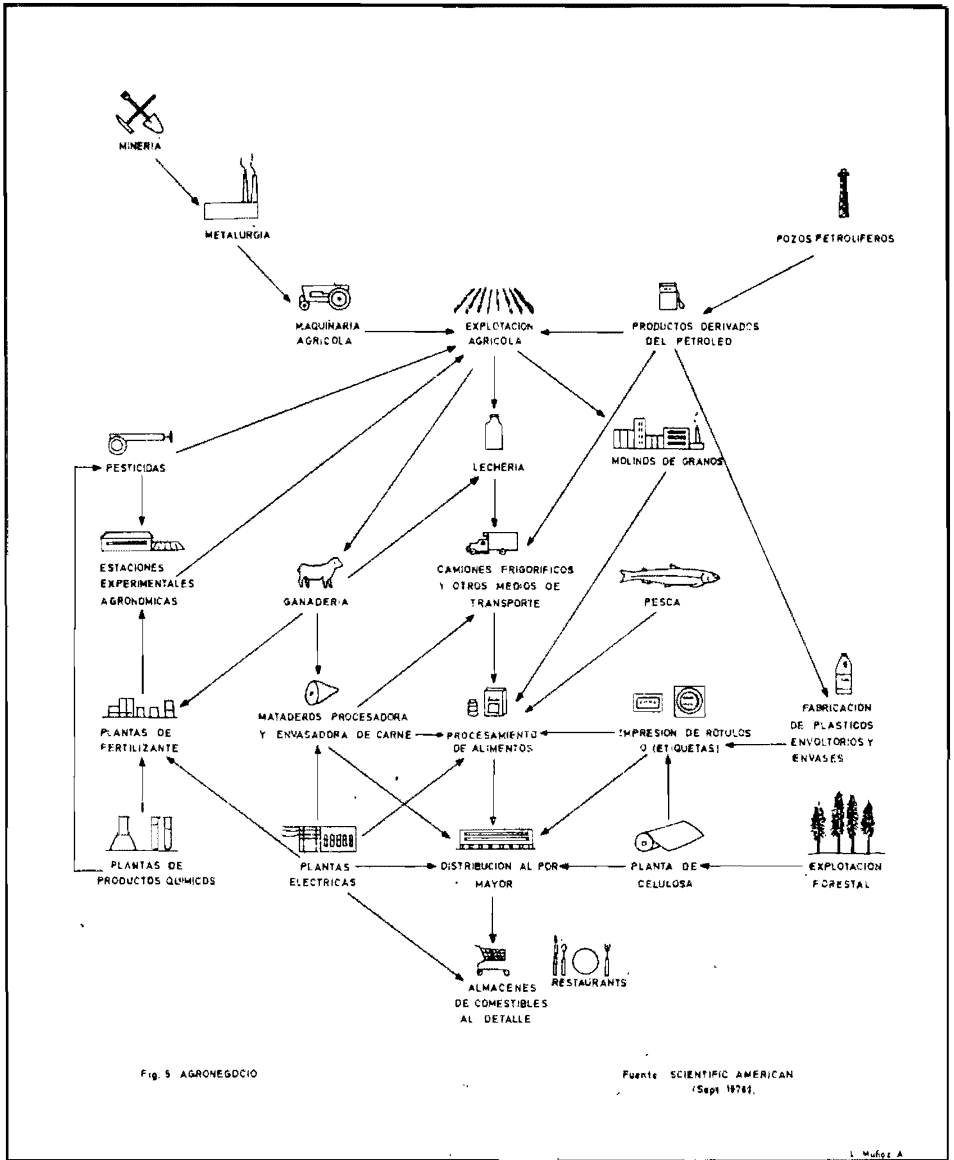 MINERIA
METALURGIA
POZOS PETROLIFEROS
MAQUINARIA
AGRICOLA
EXPLOTACION
AGRICOLA
PRODUCTOS DERIVADOS
DEL PETROLEO
PESTICIDAS
LECHERIA
MOLINOS DE GRANOS
ESTACIONES
EXPERIMENTALES
AGRONOMICAS
GANADERIA
CAMIONES FRIGORIFICOS
Y OTROS MEDIOS DE
TRANSPORTE
PESCA
PLANTAS DE
FERTILIZANTE
MATADEROS PROCESADORA
Y ENVASADORA DE CARNE
PROCESAMIENTO
DE ALIMENTOS
IMPRESION DE ROTULOS
O (ETIQUETAS)
FABRICACION
DE PLASTICOS
ENVOLTORIOS Y
ENVASES
PLANTAS DE
PRODUCTOS QUIMICOS
PLANTAS
ELECTRICAS
DISTRIBUCION AL POR
MAYOR
PLANTA DE
CELULOSA
EXPLOTACION
FORESTAL
ALMACENES
DE COMESTIBLES
AL DETALLE
RESTAURANTS
Fig. 5 AGRONEGOCIO
Fuente SCIENTIFIC AMERICAN
(Sept 1976).
L. Muñoz A